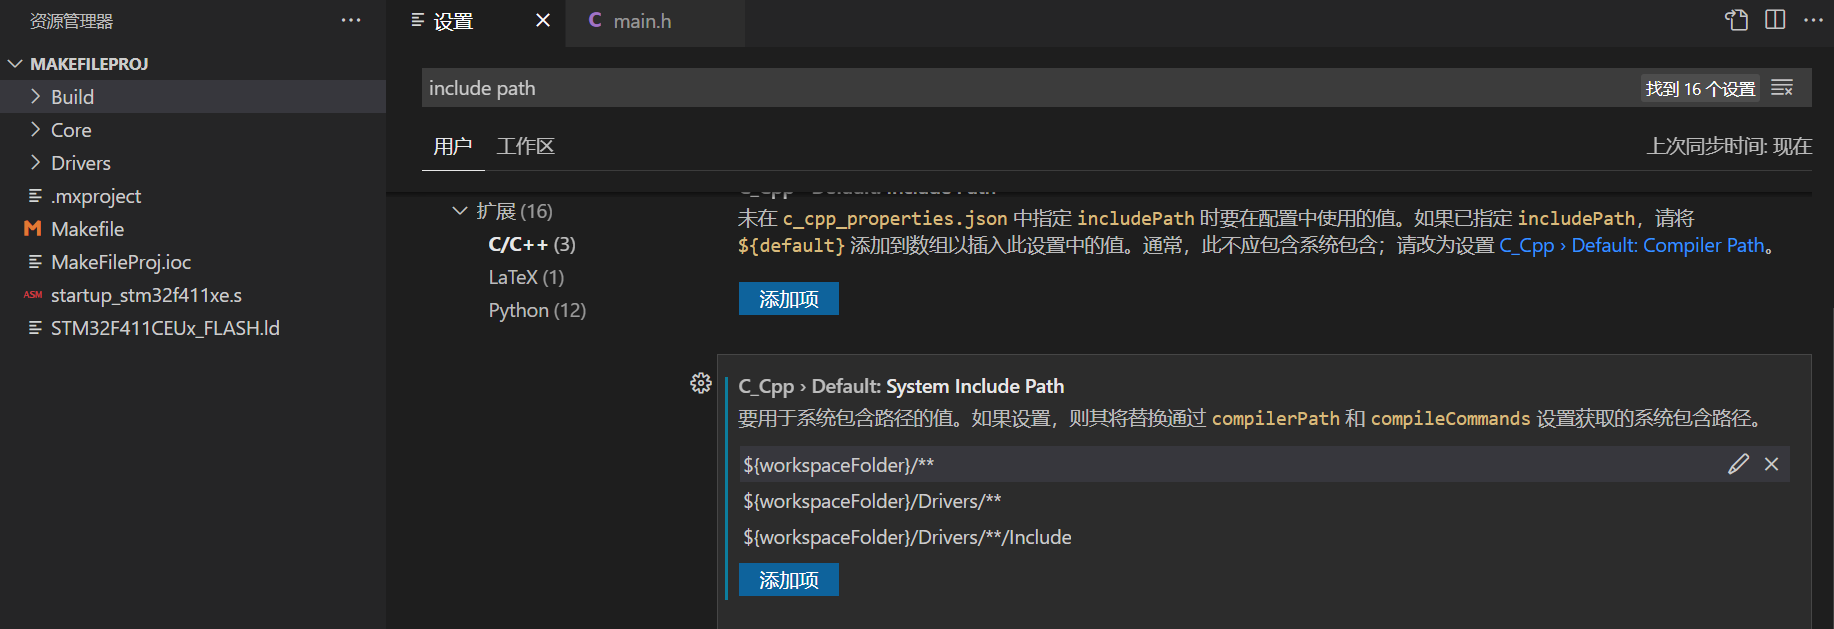 资源管理器
MAKEFILEPROJ
Build
Core
Drivers
.mxproject
Makefile
MakeFileProj.ioc
ASM startup_stm32f411xe.s
STM32F411CEUx_FLASH.ld
设置
C main.h
include path
找到 16 个设置
用户 工作区
上次同步时间: 现在
扩展 (16)
C/C++ (3)
LaTeX (1)
Python (12)
C_Cpp › Default: Include Path
未在 c_cpp_properties.json 中指定 includePath 时要在配置中使用的值。如果已指定 includePath，请将
${default} 添加到数组以插入此设置中的值。通常，此不应包含系统包含；请改为设置 C_Cpp › Default: Compiler Path。
添加项
C_Cpp › Default: System Include Path
要用于系统包含路径的值。如果设置，则其将替换通过 compilerPath 和 compileCommands 设置获取的系统包含路径。
${workspaceFolder}/**
${workspaceFolder}/Drivers/**
${workspaceFolder}/Drivers/**/Include
添加项